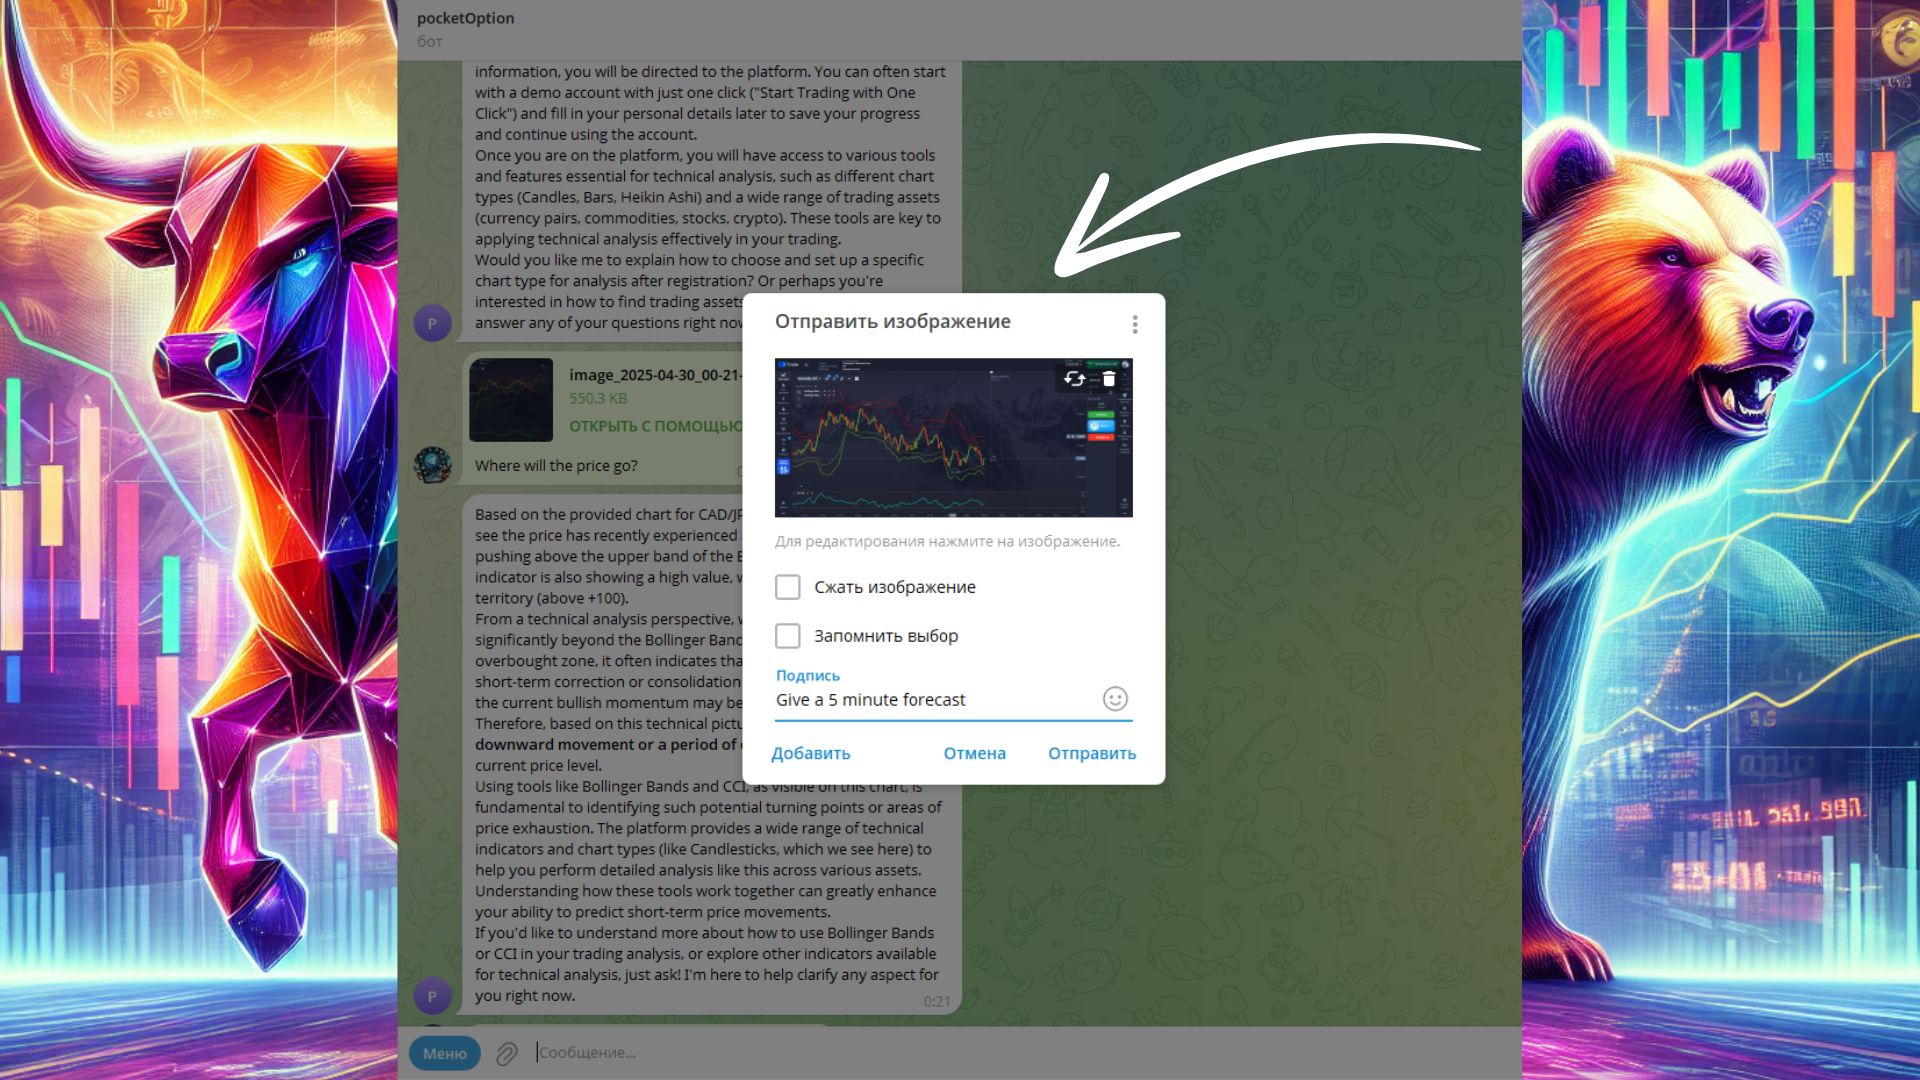 pocketOption
бот
information, you will be directed to the platform. You can often start
with a demo account with just one click ("Start Trading with One
Click") and fill in your personal details later to save your progress
and continue using the account.
Once you are on the platform, you will have access to various tools
and features essential for technical analysis, such as different chart
types (Candles, Bars, Heikin Ashi) and a wide range of trading assets
(currency pairs, commodities, stocks, crypto). These tools are key to
applying technical analysis effectively in your trading.
Would you like me to explain how to choose and set up a specific
chart type for analysis after registration? Or perhaps you're
interested in how to find trading assets
answer any of your questions right now
P
image_2025-04-30_00-21-
550.3 KB
ОТКРЫТЬ С ПОМОЩЬЮ
Where will the price go?
Based on the provided chart for CAD/JP
see the price has recently experienced
pushing above the upper band of the B
indicator is also showing a high value, w
territory (above +100).
From a technical analysis perspective, w
significantly beyond the Bollinger Band
overbought zone, it often indicates tha
short-term correction or consolidation
the current bullish momentum may be
Therefore, based on this technical pictu
downward movement or a period of
current price level.
Using tools like Bollinger Bands and CCI, as visible on this chart, is
fundamental to identifying such potential turning points or areas of
price exhaustion. The platform provides a wide range of technical
indicators and chart types (like Candlesticks, which we see here) to
help you perform detailed analysis like this across various assets.
Understanding how these tools work together can greatly enhance
your ability to predict short-term price movements.
If you'd like to understand more about how to use Bollinger Bands
or CCI in your trading analysis, or explore other indicators available
for technical analysis, just ask! I'm here to help clarify any aspect for
you right now.
0:21
P
Отправить изображение
Для редактирования нажмите на изображение.
Сжать изображение
Запомнить выбор
Подпись
Give a 5 minute forecast
Добавить
Отмена
Отправить
Меню
Сообщение...